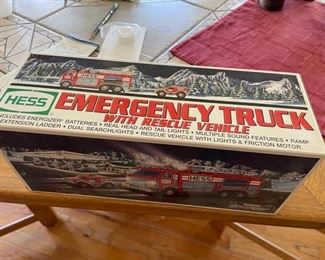 HESS
EMERGENCY TRUCK
WITH RESCUE VEHICLE
INCLUDES ENERGIZER® BATTERIES • REAL HEAD AND TAIL LIGHTS • MULTIPLE SOUND FEATURES • RAMP
EXTENSION LADDER • DUAL SEARCHLIGHTS • RESCUE VEHICLE WITH LIGHTS & FRICTION MOTOR
HESS